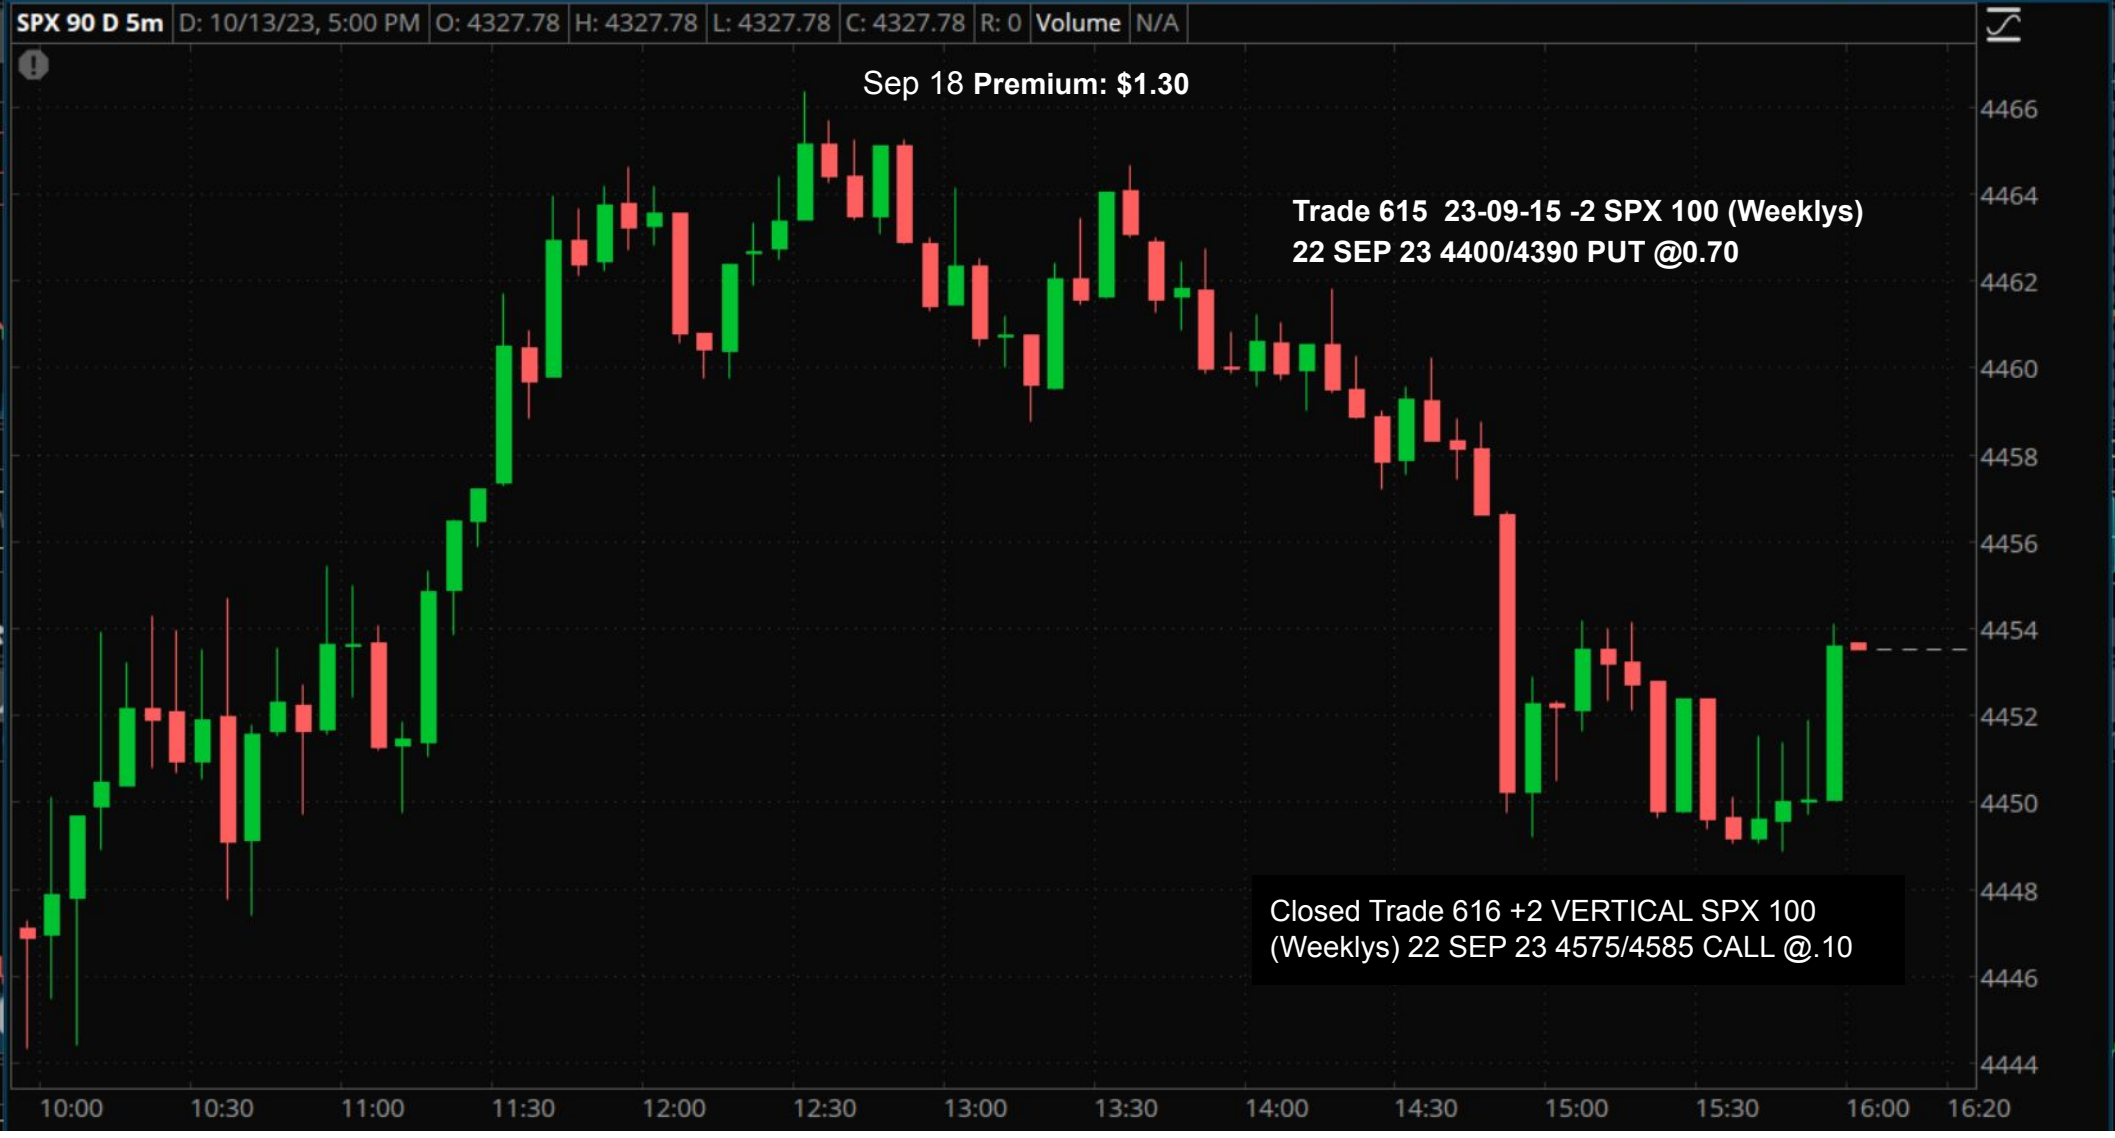 SPX 90 D 5m D: 10/13/23, 5:00 PM O: 4327.78 H: 4327.78 L: 4327.78 C: 4327.78 R: 0 Volume N/A
Sep 18 Premium: $1.30
Trade 615 23-09-15 -2 SPX 100 (Weeklys)
22 SEP 23 4400/4390 PUT @0.70
Closed Trade 616 +2 VERTICAL SPX 100
(Weeklys) 22 SEP 23 4575/4585 CALL @.10
4466
4464
4462
4460
4458
4456
4454
4452
4450
4448
4446
4444
10:00 10:30 11:00 11:30 12:00 12:30 13:00 13:30 14:00 14:30 15:00 15:30 16:00 16:20